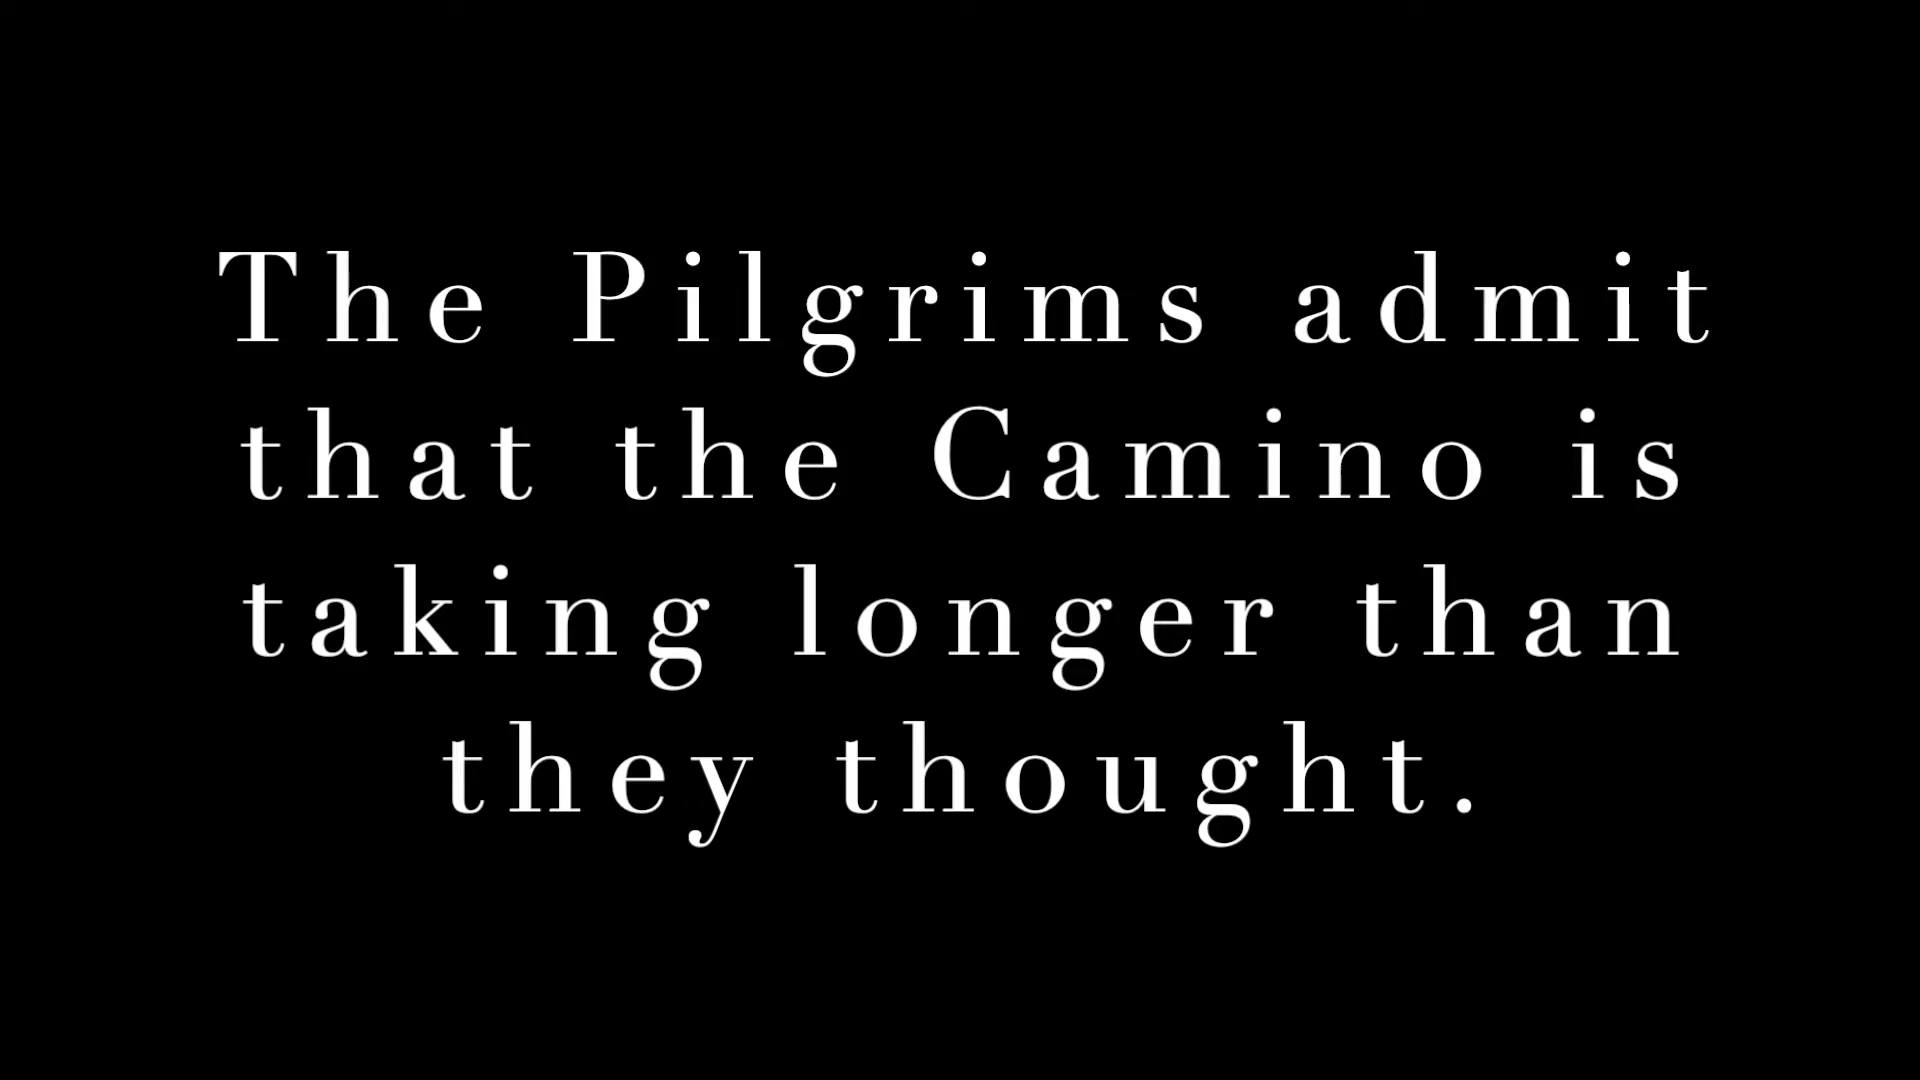 The Pilgrims admit
that the Camino is
taking longer than
they thought.